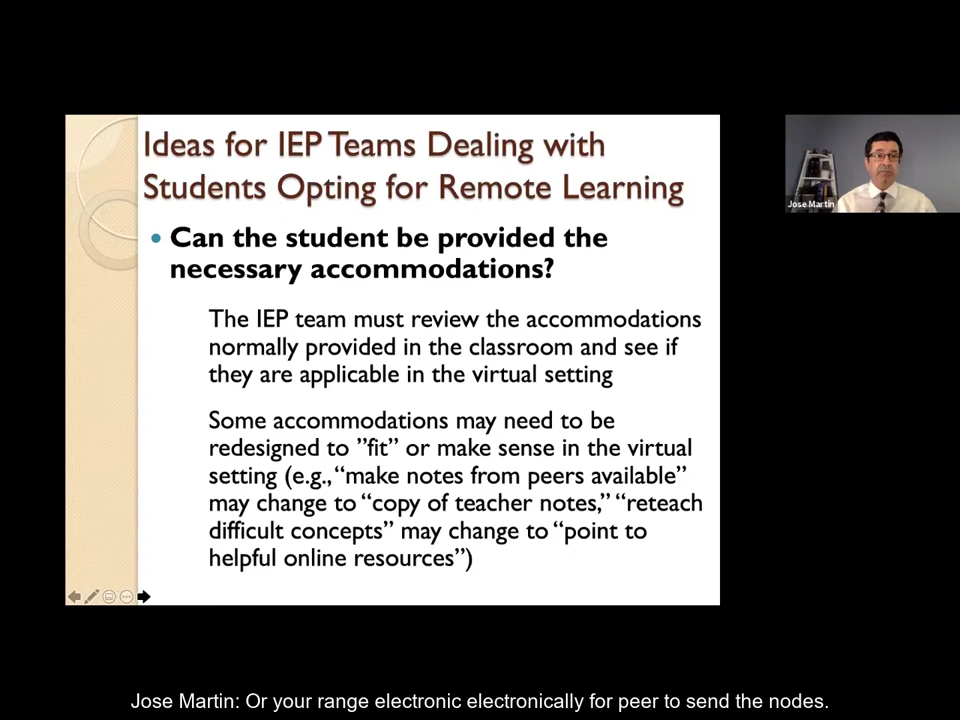 Ideas for IEP Teams Dealing with
Students Opting for Remote Learning
• Can the student be provided the
necessary accommodations?
The IEP team must review the accommodations
normally provided in the classroom and see if
they are applicable in the virtual setting
Some accommodations may need to be
redesigned to ”fit” or make sense in the virtual
setting (e.g., “make notes from peers available”
may change to “copy of teacher notes,” “reteach
difficult concepts” may change to “point to
helpful online resources”)
Jose Martin
Jose Martin: Or your range electronic electronically for peer to send the nodes.